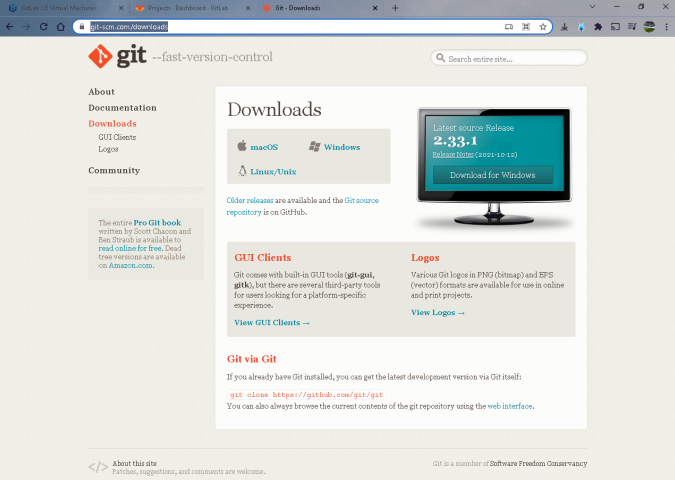 GitLab CE Virtual Machines
Projects · Dashboard · GitLab
Git - Downloads
git-scm.com/downloads
git --fast-version-control
Search entire site...
About
Documentation
Downloads
GUI Clients
Logos
Community
The entire Pro Git book
written by Scott Chacon and
Ben Straub is available to
read online for free. Dead
tree versions are available
on Amazon.com.
Downloads
macOS
Windows
Linux/Unix
Older releases are available and the Git source
repository is on GitHub.
Latest source Release
2.33.1
Release Notes (2021-10-12)
Download for Windows
GUI Clients
Git comes with built-in GUI tools (git-gui,
gitk), but there are several third-party tools
for users looking for a platform-specific
experience.
View GUI Clients →
Logos
Various Git logos in PNG (bitmap) and EPS
(vector) formats are available for use in online
and print projects.
View Logos →
Git via Git
If you already have Git installed, you can get the latest development version via Git itself:
git clone https://github.com/git/git
You can also always browse the current contents of the git repository using the web interface.
</> About this site
Patches, suggestions, and comments are welcome.
Git is a member of Software Freedom Conservancy